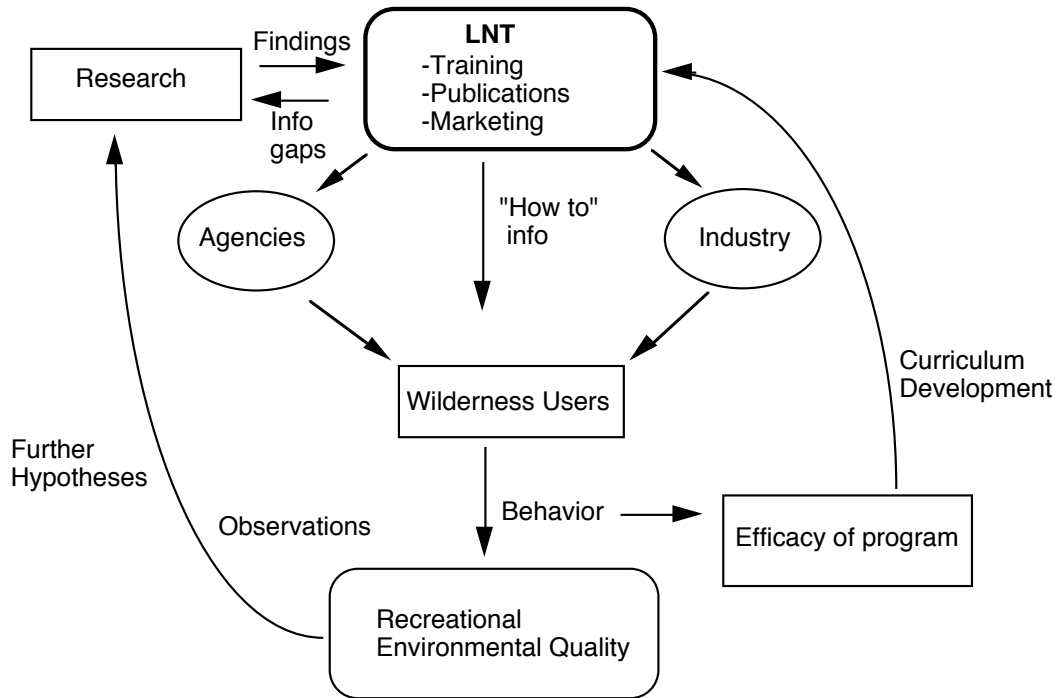 Findings
LNT
-Training
-Publications
-Marketing
Research
Info
gaps
"How to"
info
Agencies
Industry
Curriculum
Development
Wilderness Users
Further
Hypotheses
Observations
Behavior
Efficacy of program
Recreational
Environmental Quality